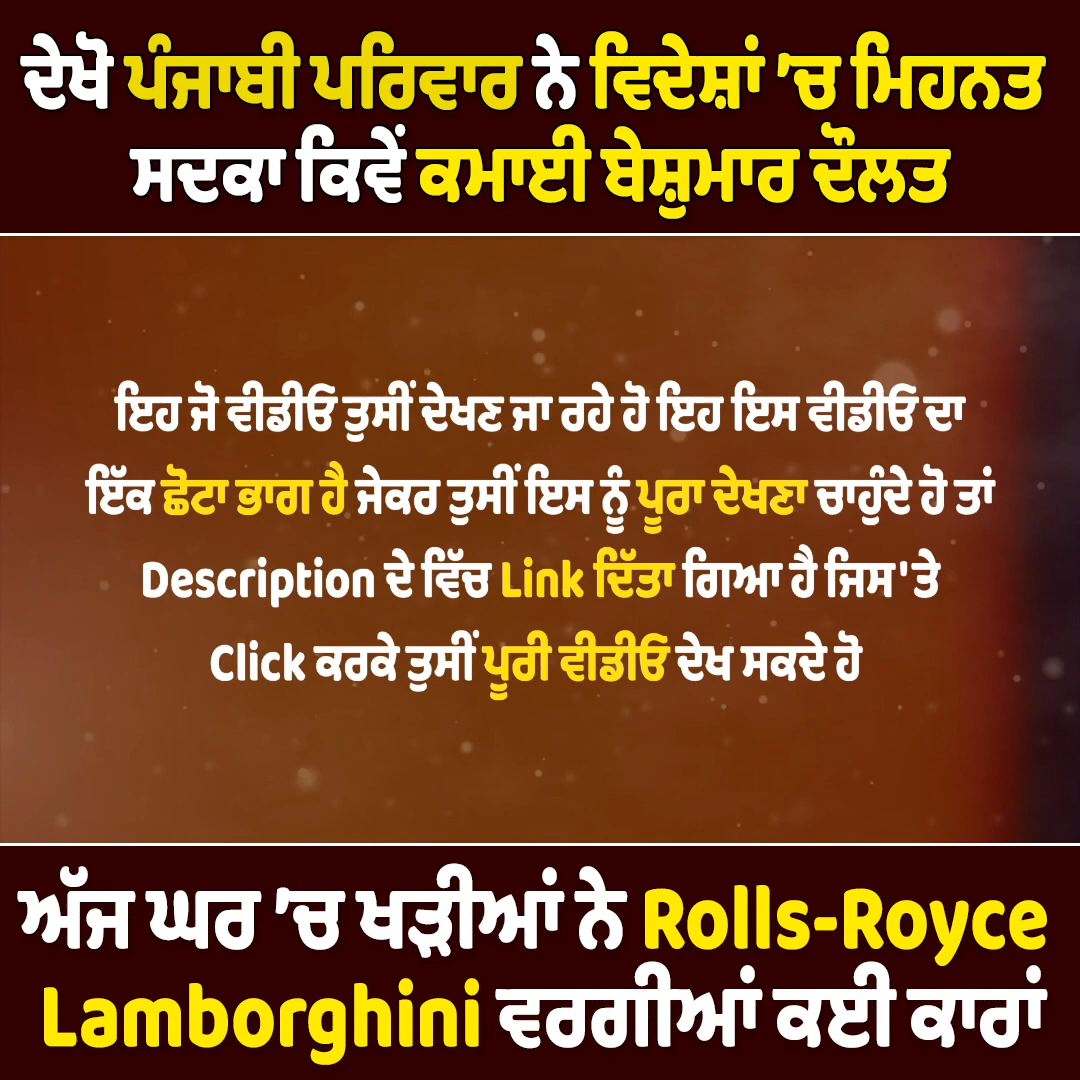 ਦੇਖੋ ਪੰਜਾਬੀ ਪਰਿਵਾਰ ਨੇ ਵਿਦੇਸ਼ਾਂ 'ਚ ਮਿਹਨਤ
ਸਦਕਾ ਕਿਵੇਂ ਕਮਾਈ ਬੇਸ਼ੁਮਾਰ ਦੌਲਤ
ਇਹ ਜੋ ਵੀਡੀਓ ਤੁਸੀਂ ਦੇਖਣ ਜਾ ਰਹੇ ਹੋ ਇਹ ਇਸ ਵੀਡੀਓ ਦਾ
ਇੱਕ ਛੋਟਾ ਭਾਗ ਹੈ ਜੇਕਰ ਤੁਸੀਂ ਇਸ ਨੂੰ ਪੂਰਾ ਦੇਖਣਾ ਚਾਹੁੰਦੇ ਹੋ ਤਾਂ
Description ਦੇ ਵਿੱਚ Link ਦਿੱਤਾ ਗਿਆ ਹੈ ਜਿਸ'ਤੇ
Click ਕਰਕੇ ਤੁਸੀਂ ਪੂਰੀ ਵੀਡੀਓ ਦੇਖ ਸਕਦੇ ਹੋ
ਅੱਜ ਘਰ 'ਚ ਖੜੀਆਂ ਨੇ Rolls-Royce
Lamborghini ਵਰਗੀਆਂ ਕਈ ਕਾਰਾਂ